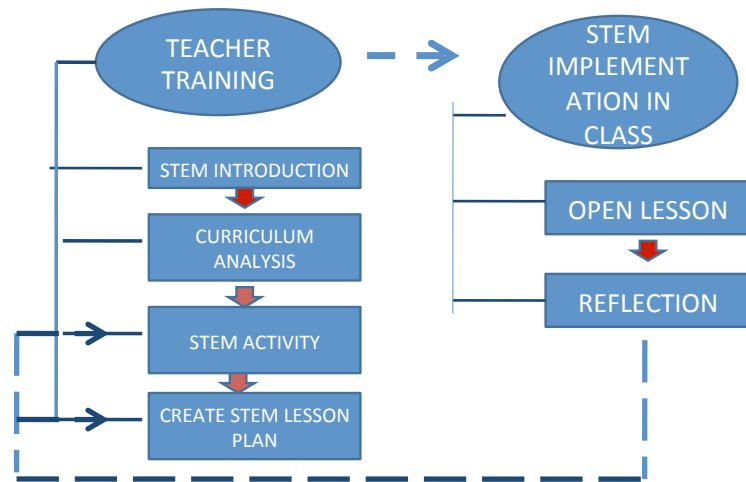 TEACHER
TRAINING
STEM INTRODUCTION
CURRICULUM
ANALYSIS
STEM ACTIVITY
CREATE STEM LESSON
PLAN
STEM
IMPLEMENT
ATION IN
CLASS
OPEN LESSON
REFLECTION